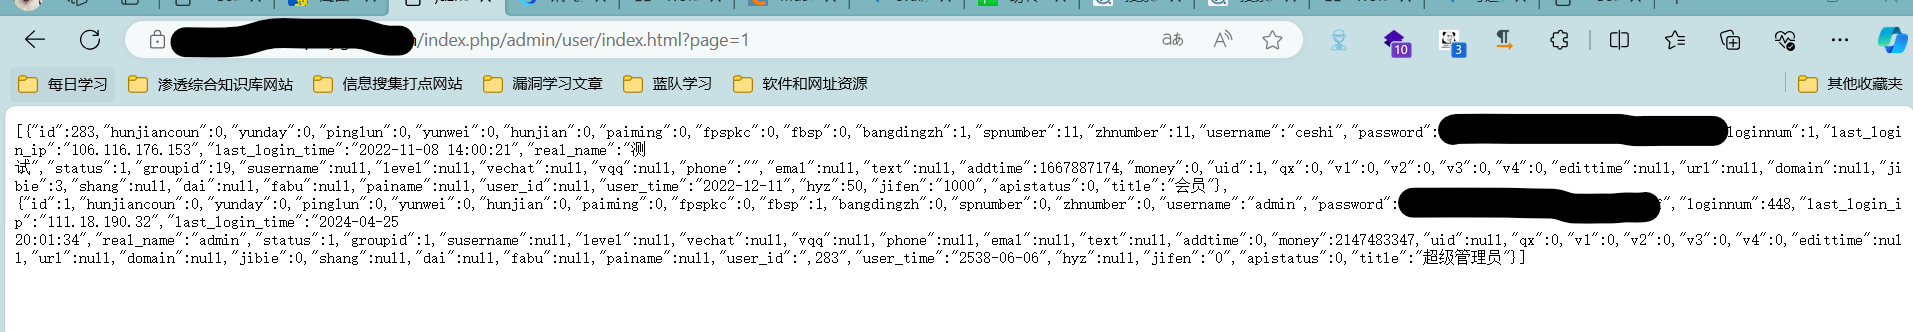 /index.php/admin/user/index.html?page=1
aあ
A
10
3
每日学习 渗透综合知识库网站 信息搜集打点网站 漏洞学习文章 蓝队学习 软件和网址资源 其他收藏夹
[{"id":283,"hunjiancoun":0,"yunday":0,"pinglun":0,"yunwei":0,"hunjian":0,"paiming":0,"fpspkc":0,"fbsp":0,"bangdingzh":1,"spnumber":11,"zhnumber":11,"username":"ceshi","password": loginnum":1,"last_logi
n_ip":"106.116.176.153","last_login_time":"2022-11-08 14:00:21","real_name":"测
试","status":1,"groupid":19,"susername":null,"level":null,"vechat":null,"vqq":null,"phone":"","emal":null,"text":null,"addtime":1667887174,"money":0,"uid":1,"qx":0,"v1":0,"v2":0,"v3":0,"v4":0,"edittime":null,"url":null,"domain":null,"ji
bie":3,"shang":null,"dai":null,"fabu":null,"painame":null,"user_id":null,"user_time":"2022-12-11","hyz":50,"jifen":"1000","apistatus":0,"title":"会员"},
{"id":1,"hunjiancoun":0,"yunday":0,"pinglun":0,"yunwei":0,"hunjian":0,"paiming":0,"fpspkc":0,"fbsp":1,"bangdingzh":0,"spnumber":0,"zhnumber":0,"username":"admin","password": ","loginnum":448,"last_login_i
p":"111.18.190.32","last_login_time":"2024-04-25
20:01:34","real_name":"admin","status":1,"groupid":1,"susername":null,"level":null,"vechat":null,"vqq":null,"phone":null,"emal":null,"text":null,"addtime":0,"money":2147483347,"uid":null,"qx":0,"v1":0,"v2":0,"v3":0,"v4":0,"edittime":nul
l,"url":null,"domain":null,"jibie":0,"shang":null,"dai":null,"fabu":null,"painame":null,"user_id":",283","user_time":"2538-06-06","hyz":null,"jifen":"0","apistatus":0,"title":"超级管理员"}]